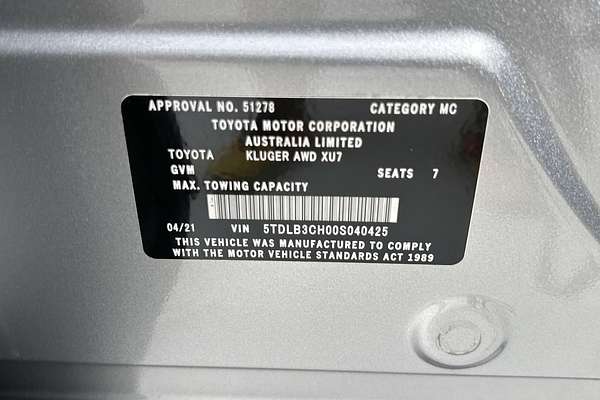 APPROVAL NO. 51278 CATEGORY MC
TOYOTA MOTOR CORPORATION
AUSTRALIA LIMITED
TOYOTA KLUGER AWD XU7
GVM SEATS 7
MAX. TOWING CAPACITY
04/21 VIN 5TDLB3CH00S040425
THIS VEHICLE WAS MANUFACTURED TO COMPLY
WITH THE MOTOR VEHICLE STANDARDS ACT 1989